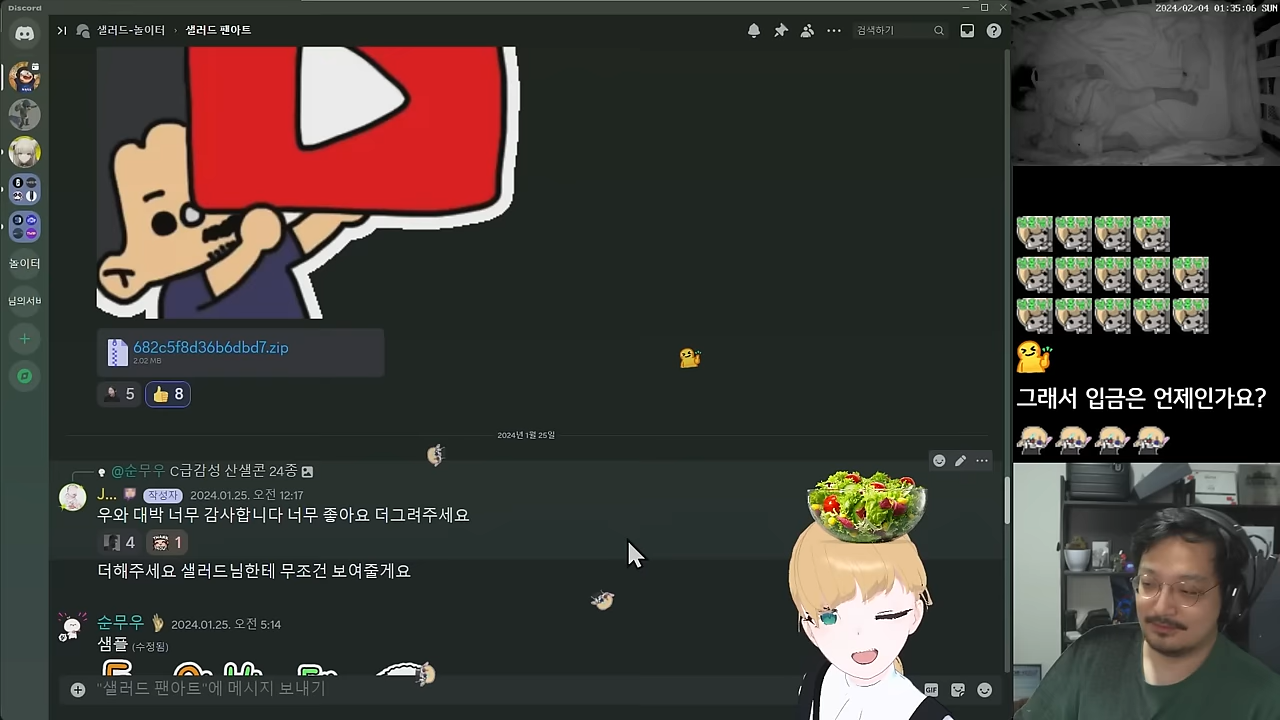 Discord
샐러드-놀이터 › 샐러드 팬아트
검색하기
2024/02/04 01:35:06 SUN
놀이터
님의서버
682c5f8d36b6dbd7.zip
2.02 MB
5
8
2024년 1월 25일
@순무우 C급감성 산샐콘 24종
J... 작성자 2024.01.25. 오전 12:17
우와 대박 너무 감사합니다 너무 좋아요 더그려주세요
4
1
더해주세요 샐러드님한테 무조건 보여줄게요
순무우 2024.01.25. 오전 5:14
샘플 (수정됨)
"샐러드 팬아트"에 메시지 보내기
GIF
그래서 입금은 언제인가요?